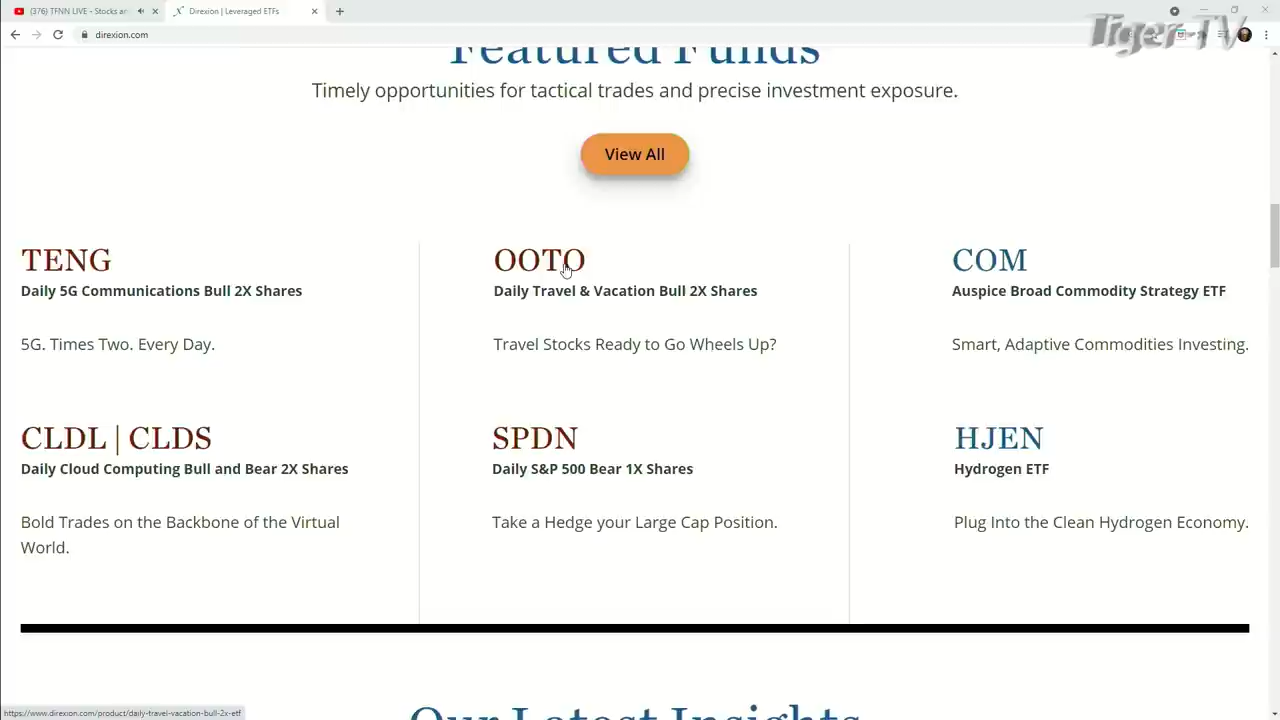 (376) TFNN LIVE - Stocks an
Direxion | Leveraged ETFs
direxion.com
Tiger-TV
Featured Funds
Timely opportunities for tactical trades and precise investment exposure.
View All
TENG
Daily 5G Communications Bull 2X Shares
5G. Times Two. Every Day.
OOTO
Daily Travel & Vacation Bull 2X Shares
Travel Stocks Ready to Go Wheels Up?
COM
Auspice Broad Commodity Strategy ETF
Smart, Adaptive Commodities Investing.
CLDL | CLDS
Daily Cloud Computing Bull and Bear 2X Shares
Bold Trades on the Backbone of the Virtual
World.
SPDN
Daily S&P 500 Bear 1X Shares
Take a Hedge your Large Cap Position.
HJEN
Hydrogen ETF
Plug Into the Clean Hydrogen Economy.
Our Latest Insights
https://www.direxion.com/product/daily-travel-vacation-bull-2x-etf